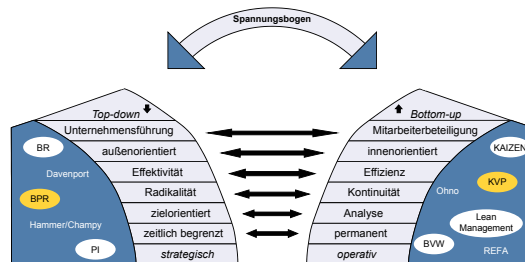 Spannungsbogen
Top-down
Bottom-up
Unternehmensführung
Mitarbeiterbeteiligung
BR
außenorientiert
innenorientiert
KAIZEN
Davenport
Effektivität
Effizienz
KVP
BPR
Radikalität
Kontinuität
Ohno
Hammer/Champy
zielorientiert
Analyse
Lean
Management
PI
zeitlich begrenzt
permanent
BVW
REFA
strategisch
operativ